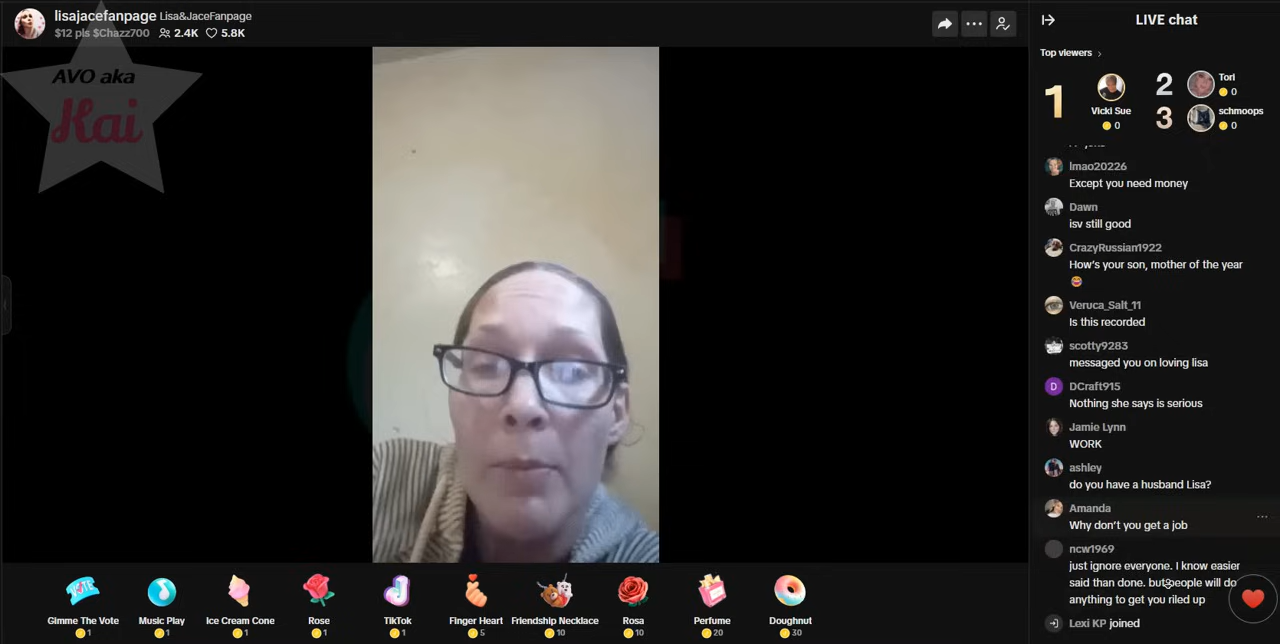 lisajacefanpage Lisa&JaceFanpage
$12 pls $Chazz700 2.4K 5.8K
AVO aka
Kai
LIVE chat
Top viewers >
1 Vicki Sue 0
2 Tori 0
3 schmoops 0
lmao20226
Except you need money
Dawn
isv still good
CrazyRussian1922
How's your son, mother of the year
Veruca_Salt_11
Is this recorded
scotty9283
messaged you on loving lisa
D DCraft915
Nothing she says is serious
Jamie Lynn
WORK
ashley
do you have a husband Lisa?
Amanda
Why don't you get a job
ncw1969
just ignore everyone. I know easier
said than done. but people will do
anything to get you riled up
Lexi KP joined
VOTE
Gimme The Vote Music Play Ice Cream Cone Rose TikTok Finger Heart Friendship Necklace Rosa Perfume Doughnut
1 1 1 1 1 5 10 10 20 30